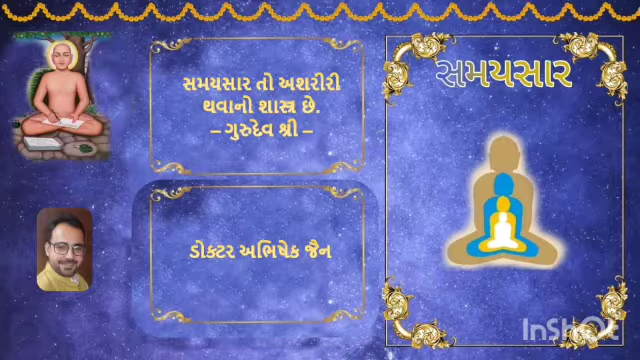 સમયસાર તો અશરીરી
થવાનો શાસ્ત્ર છે.
– ગુરુદેવ શ્રી –
ડોક્ટર અભિષેક જૈન
સમયસાર
InShOt